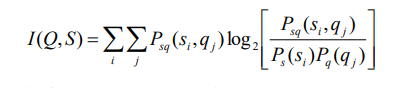 I(Q,S) = ∑_i ∑_j P_sq(s_i, q_j) log_2 [ P_sq(s_i, q_j) / P_s(s_i) P_q(q_j) ]